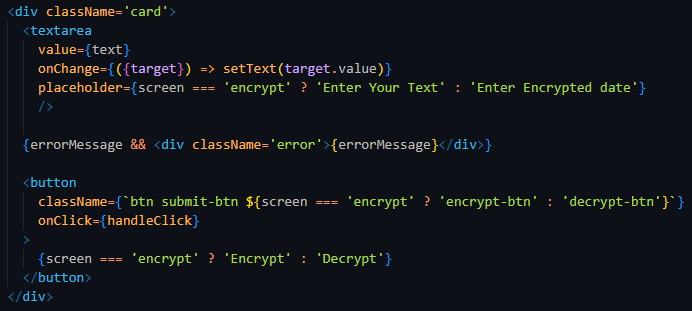 <div className='card'>
<textarea
value={text}
onChange={({target}) => setText(target.value)}
placeholder={screen === 'encrypt' ? 'Enter Your Text' : 'Enter Encrypted date'}
/>
{errorMessage && <div className='error'>{errorMessage}</div>}
<button
className={`btn submit-btn ${screen === 'encrypt' ? 'encrypt-btn' : 'decrypt-btn'}`}
onClick={handleClick}
>
{screen === 'encrypt' ? 'Encrypt' : 'Decrypt'}
</button>
</div>